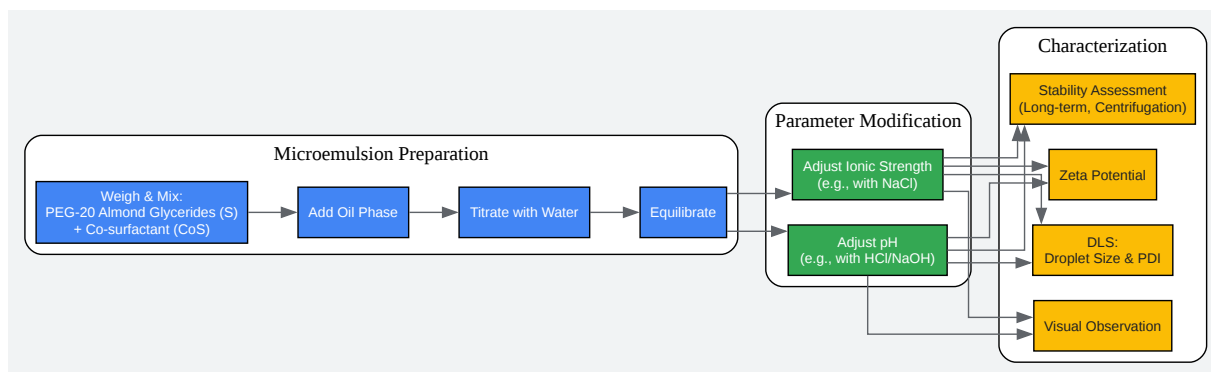 Microemulsion Preparation
Weigh & Mix:
PEG-20 Almond Glycerides (S)
+ Co-surfactant (CoS)
Add Oil Phase
Titrate with Water
Equilibrate
Parameter Modification
Adjust Ionic Strength
(e.g., with NaCl)
Adjust pH
(e.g., with HCl/NaOH)
Characterization
Stability Assessment
(Long-term, Centrifugation)
Zeta Potential
DLS:
Droplet Size & PDI
Visual Observation